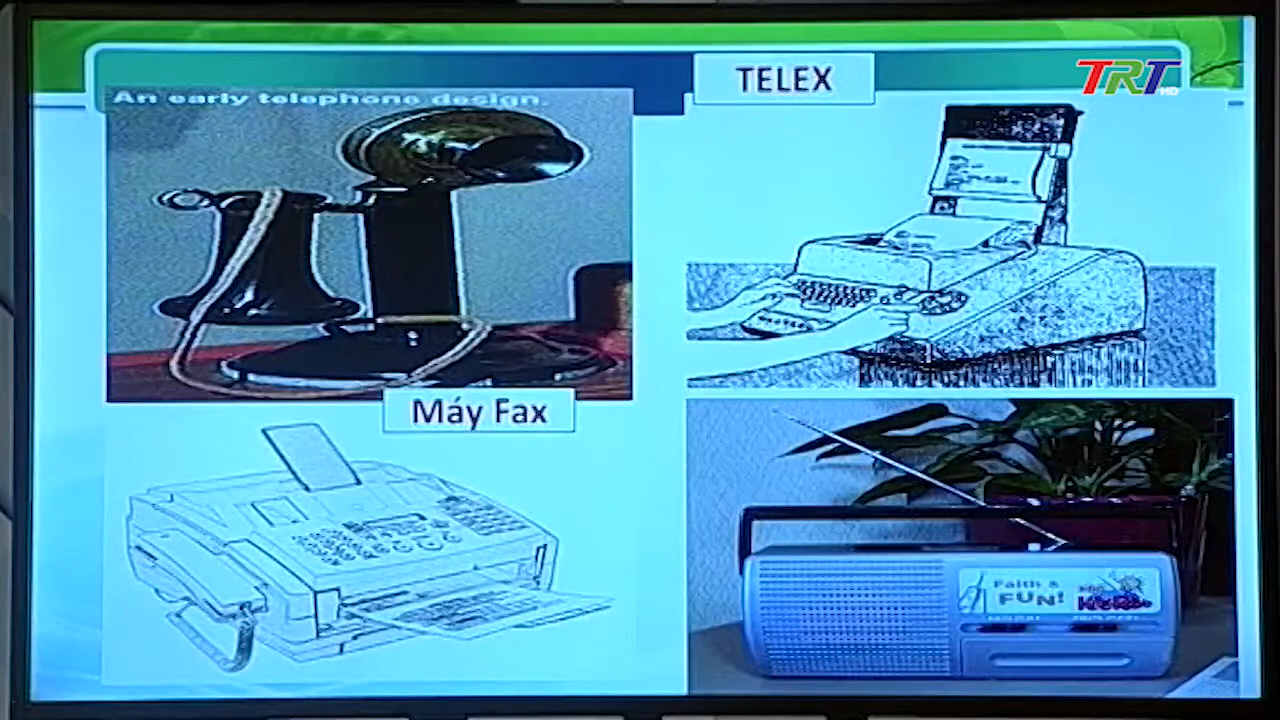 An early telephone design.
TELEX
TRT
HD
Máy Fax
Faith &
FUN!